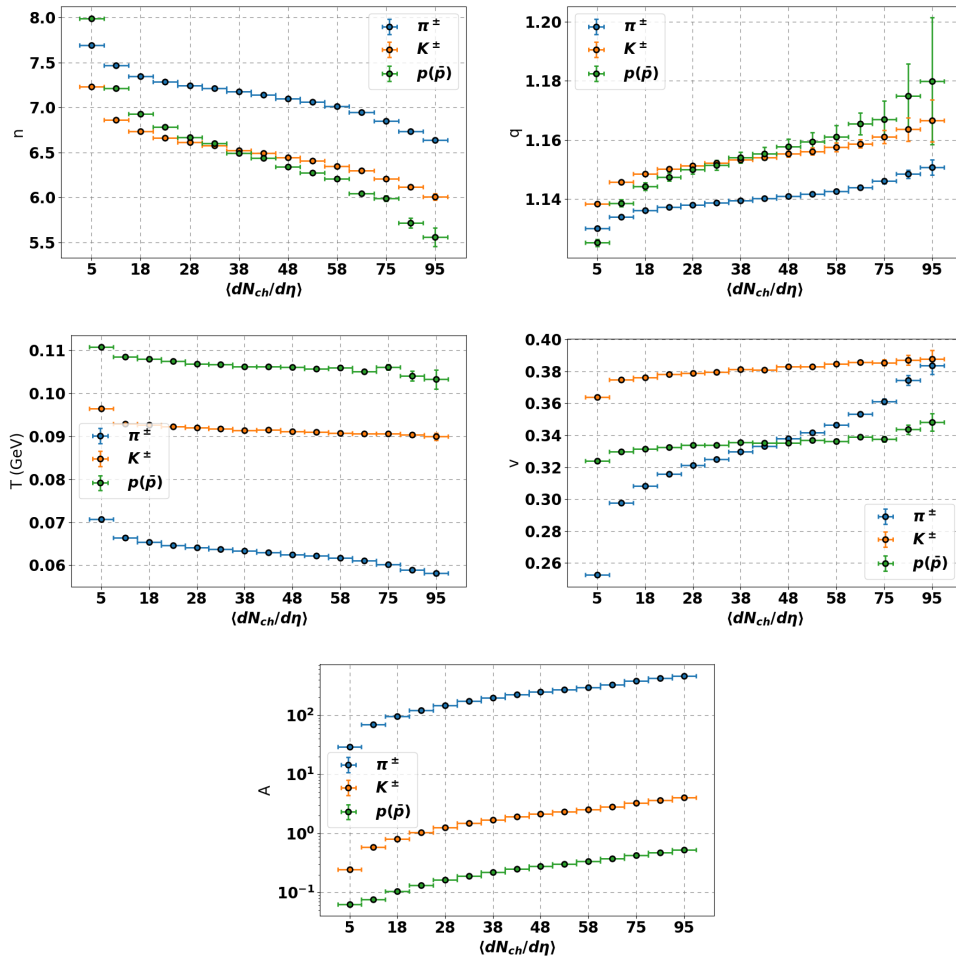 8.0
7.5
7.0
6.5
6.0
5.5
n
π ±
K ±
p(p̄)
5 18 28 38 48 58 75 95
⟨dN_ch/dη⟩
1.20
1.18
1.16
1.14
q
π ±
K ±
p(p̄)
5 18 28 38 48 58 75 95
⟨dN_ch/dη⟩
0.11
0.10
0.09
0.08
0.07
0.06
T (GeV)
π ±
K ±
p(p̄)
5 18 28 38 48 58 75 95
⟨dN_ch/dη⟩
0.40
0.38
0.36
0.34
0.32
0.30
0.28
0.26
v
π ±
K ±
p(p̄)
5 18 28 38 48 58 75 95
⟨dN_ch/dη⟩
10²
10¹
10⁰
10⁻¹
A
π ±
K ±
p(p̄)
5 18 28 38 48 58 75 95
⟨dN_ch/dη⟩